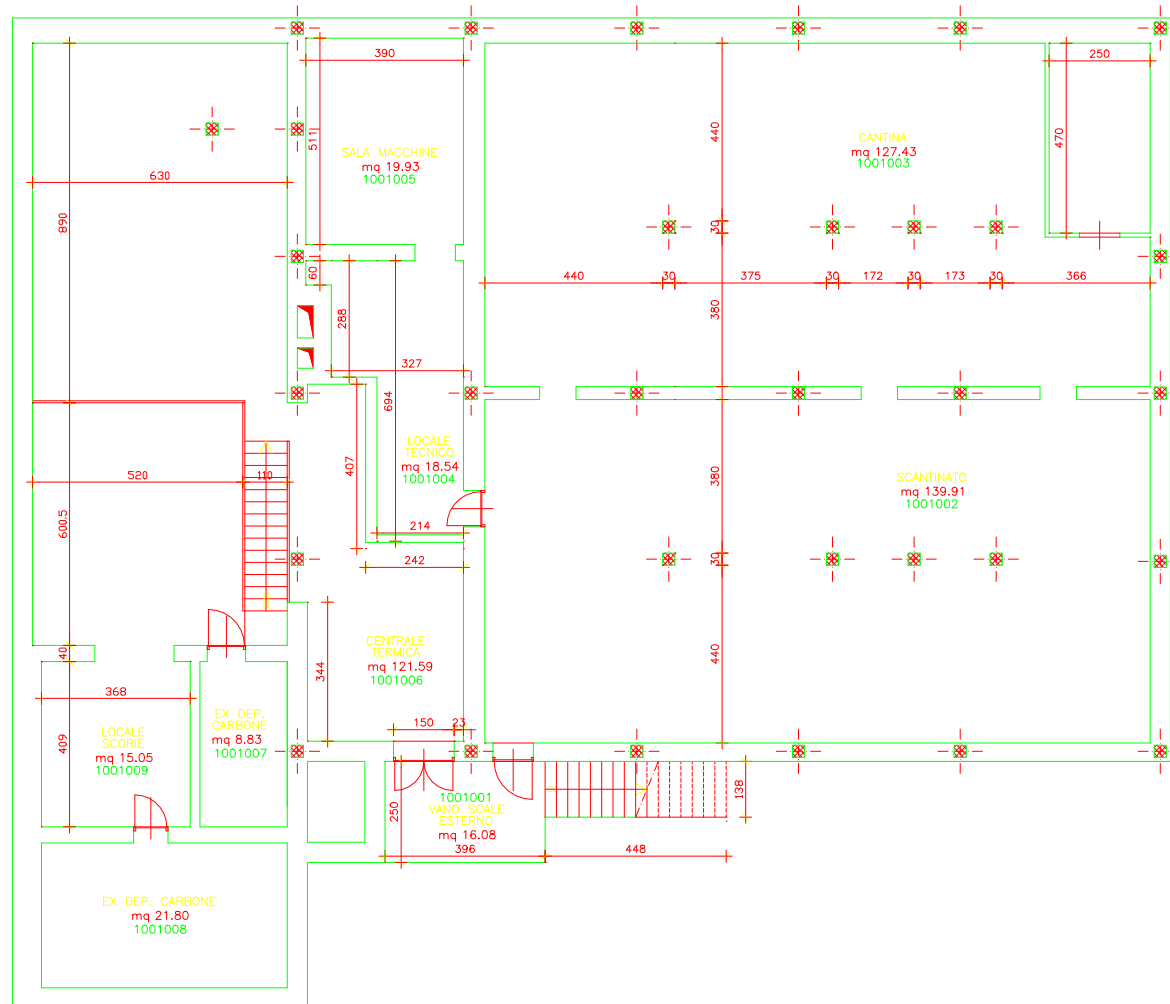 390
250
511
440
470
SALA MACCHINE
mq 19.93
1001005
CANTINA
mq 127.43
1001003
630
890
30
60
440
30
375
30
172
30
173
30
366
288
380
327
694
407
LOCALE
TECNICO
mq 18.54
1001004
520
110
380
SCANTINATO
mq 139.91
1001002
600.5
214
242
30
CENTRALE
TERMICA
mq 121.59
1001006
344
440
40
368
150
23
EX DEP.
CARBONE
mq 8.83
1001007
LOCALE
SCORIE
mq 15.05
1001009
409
250
1001001
VANO SCALE
ESTERNO
mq 16.08
138
396
448
EX DEP. CARBONE
mq 21.80
1001008